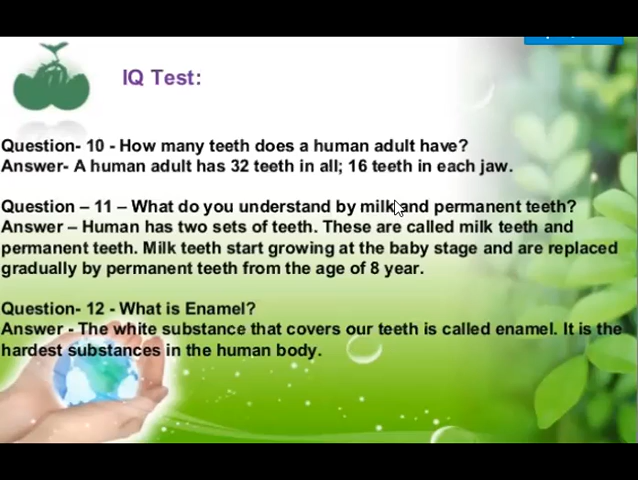 IQ Test:
Question- 10 - How many teeth does a human adult have?
Answer- A human adult has 32 teeth in all; 16 teeth in each jaw.
Question – 11 – What do you understand by milk and permanent teeth?
Answer – Human has two sets of teeth. These are called milk teeth and
permanent teeth. Milk teeth start growing at the baby stage and are replaced
gradually by permanent teeth from the age of 8 year.
Question- 12 - What is Enamel?
Answer - The white substance that covers our teeth is called enamel. It is the
hardest substances in the human body.